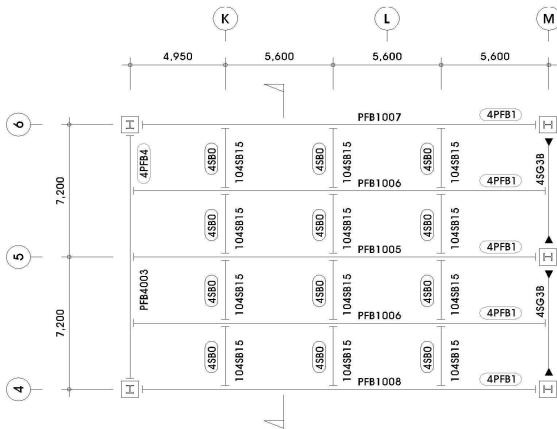 K L M
4,950 5,600 5,600 5,600
6
PFB1007 4PFB1
4PFB4 4SB0 104SB15 4SB0 104SB15 4SB0 104SB15 4SG3B
7,200
PFB1006 4PFB1
4SB0 104SB15 4SB0 104SB15 4SB0 104SB15
5
PFB1005 4PFB1
PFB4003 4SB0 104SB15 4SB0 104SB15 4SB0 104SB15 4SG3B
7,200
PFB1006 4PFB1
4SB0 104SB15 4SB0 104SB15 4SB0 104SB15
4
PFB1008 4PFB1